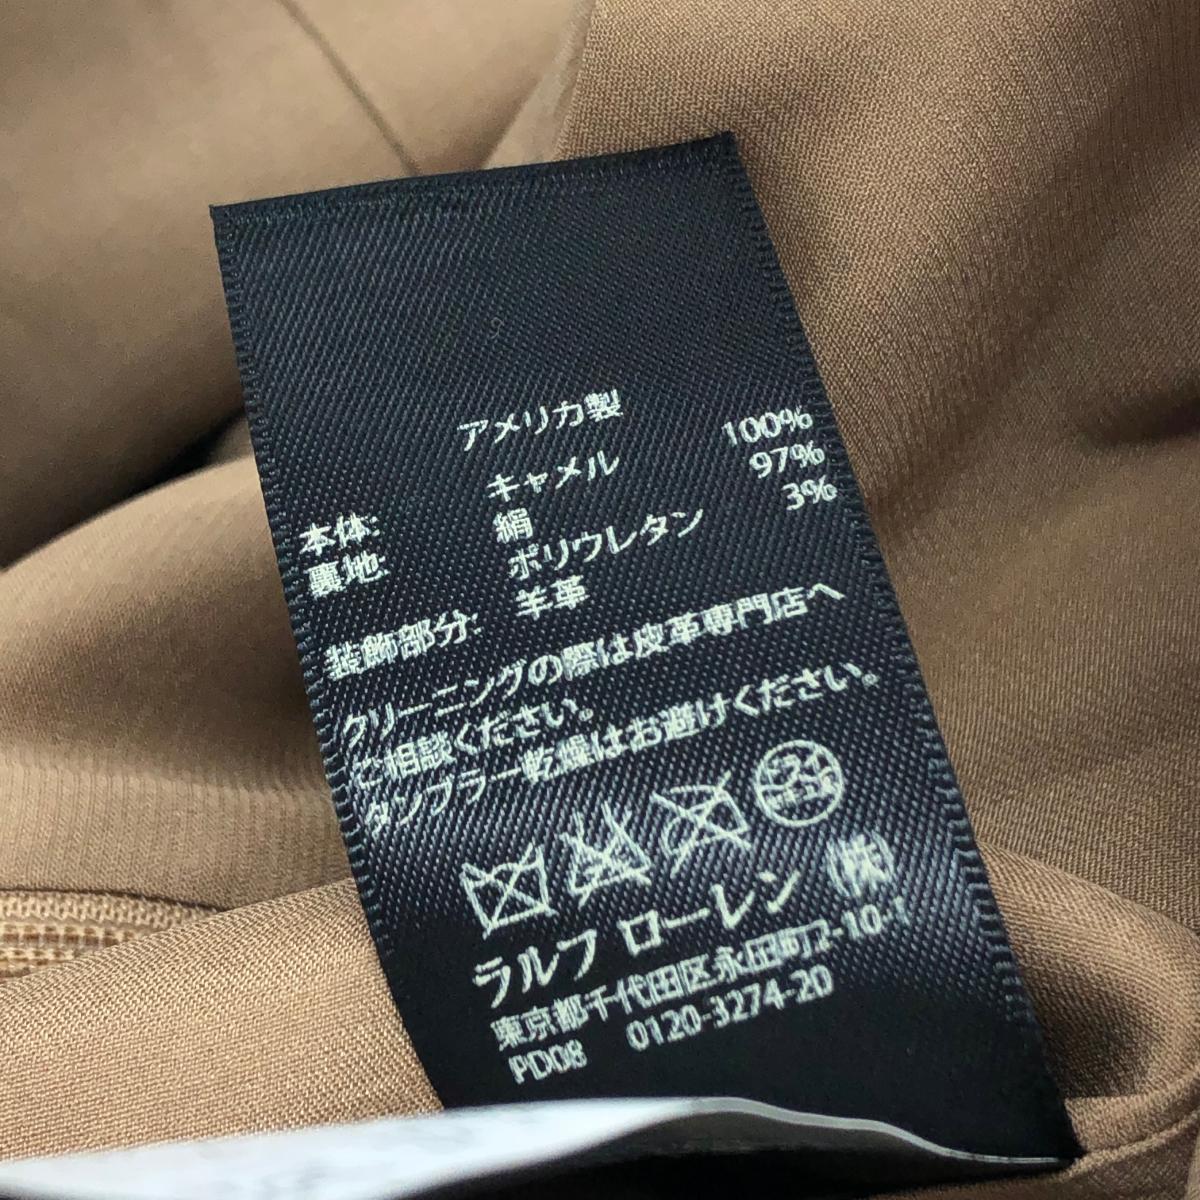 アメリカ製
本体: キャメル 100%
裏地: 絹 97%
ポリウレタン 3%
装飾部分: 羊革
クリーニングの際は皮革専門店へ
ご相談ください。
タンブラー乾燥はお避けください。
ラルフ ローレン (株)
東京都千代田区永田町2-10-1
PD08 0120-3274-20